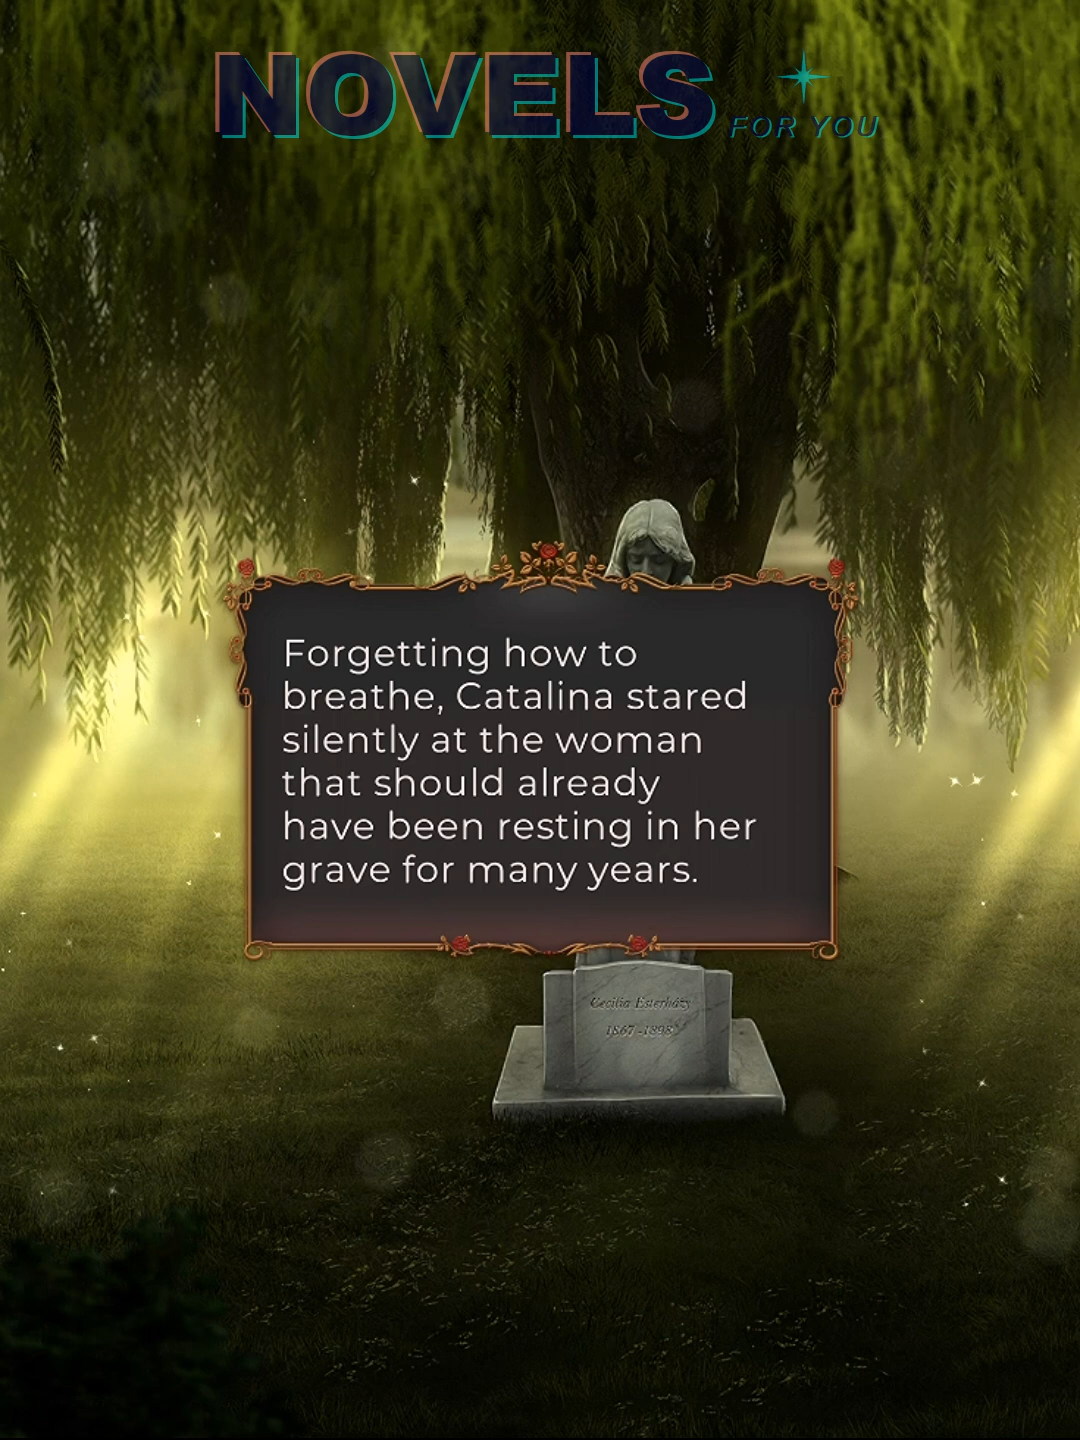 NOVELS
FOR YOU
Forgetting how to
breathe, Catalina stared
silently at the woman
that should already
have been resting in her
grave for many years.
Cecilia Esterházy
1867-1898